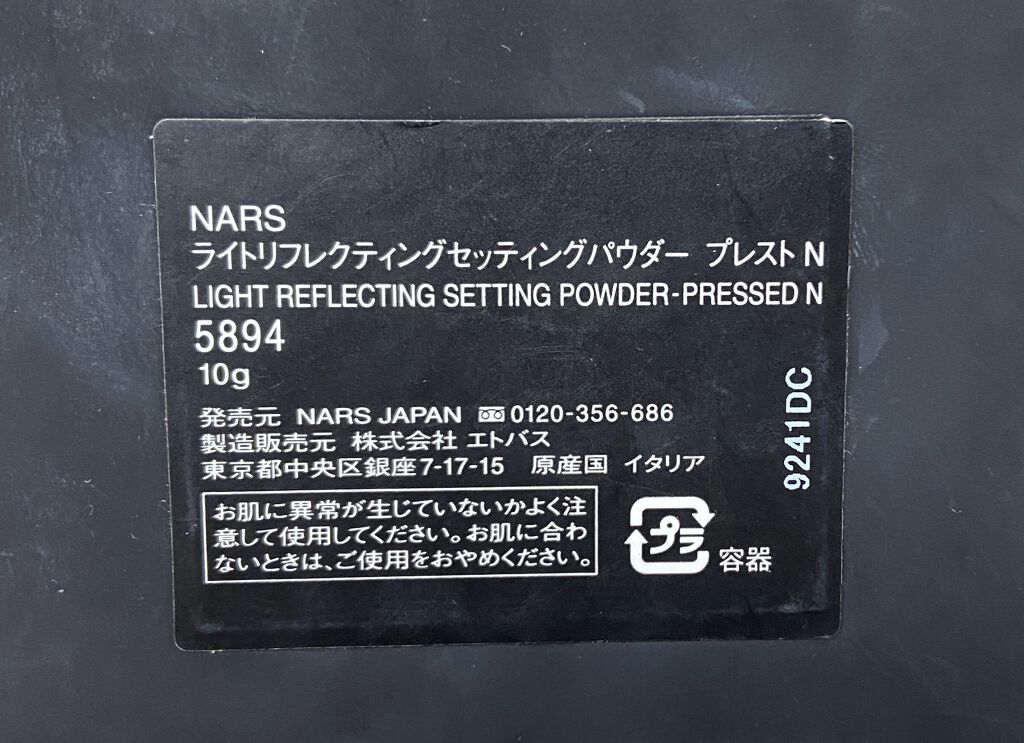 NARS
ライトリフレクティングセッティングパウダー プレスト N
LIGHT REFLECTING SETTING POWDER-PRESSED N
5894
10g
発売元 NARS JAPAN 0120-356-686
製造販売元 株式会社 エトバス
東京都中央区銀座7-17-15 原産国 イタリア
お肌に異常が生じていないかよく注
意して使用してください。お肌に合わ
ないときは、ご使用をおやめください。
プラ
容器
9241DC